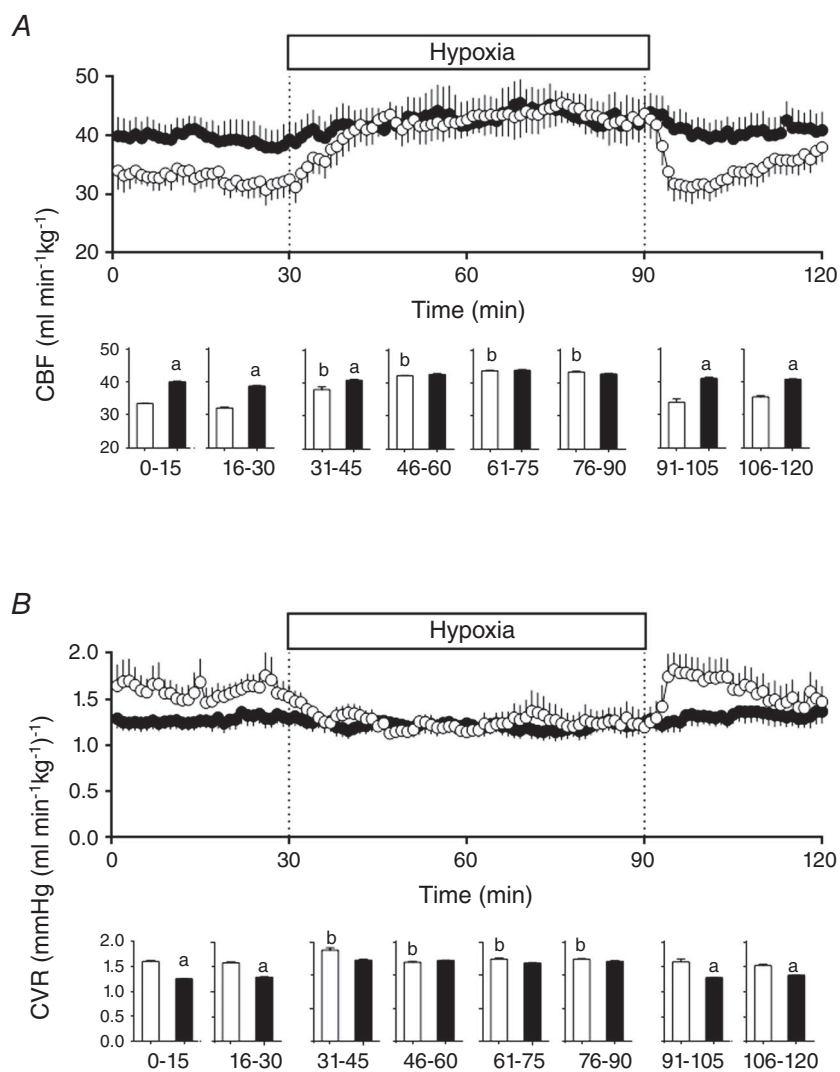 A
Hypoxia
50
40
30
20
CBF (ml min-1kg-1)
0 30 60 90 120
Time (min)
50
40
30
20
a a b a b b b a a
0-15 16-30 31-45 46-60 61-75 76-90 91-105 106-120
B
Hypoxia
2.0
1.5
1.0
0.5
0.0
CVR (mmHg (ml min-1kg-1)-1)
0 30 60 90 120
Time (min)
2.0
1.5
1.0
0.5
0.0
a a b b b b a a
0-15 16-30 31-45 46-60 61-75 76-90 91-105 106-120